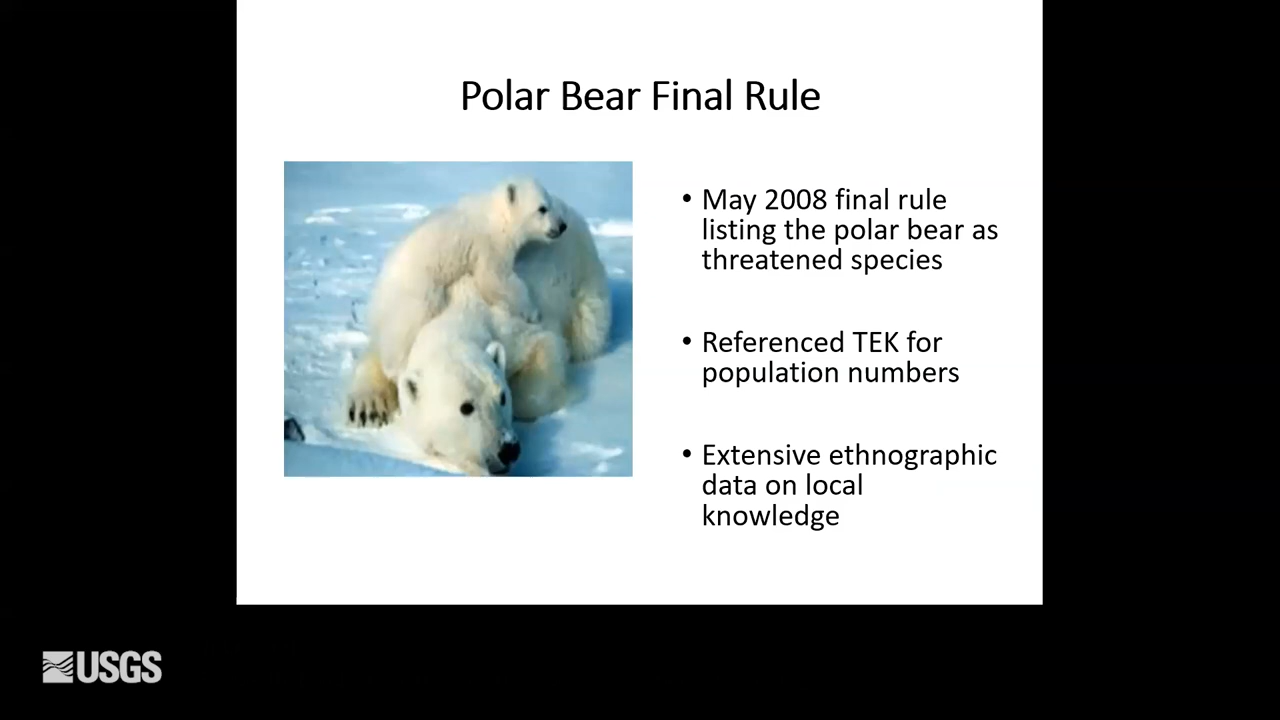 Polar Bear Final Rule
• May 2008 final rule
listing the polar bear as
threatened species
• Referenced TEK for
population numbers
• Extensive ethnographic
data on local
knowledge
USGS